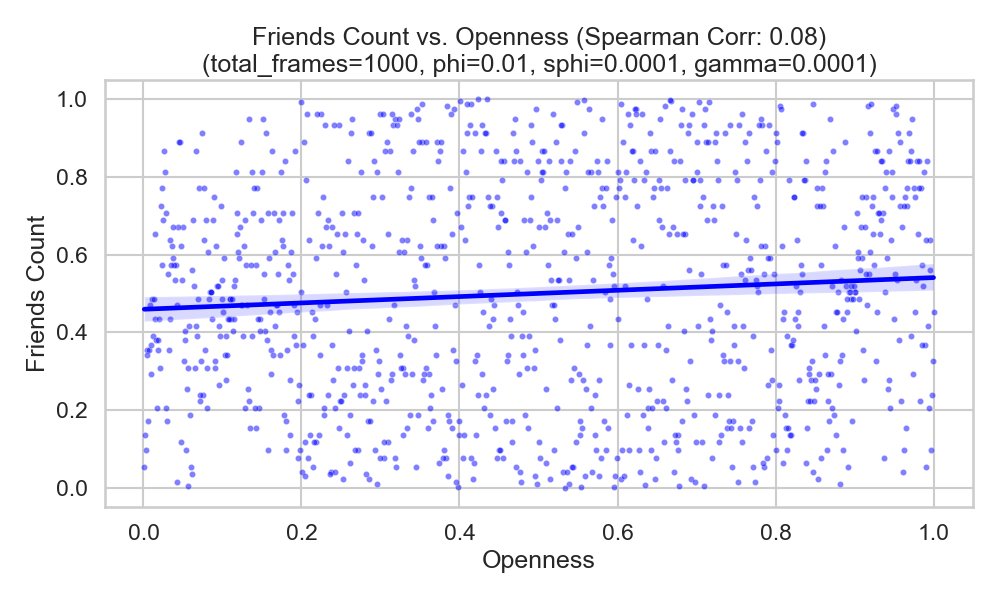 Friends Count vs. Openness (Spearman Corr: 0.08)
(total_frames=1000, phi=0.01, sphi=0.0001, gamma=0.0001)
1.0
0.8
0.6
0.4
0.2
0.0
Friends Count
0.0 0.2 0.4 0.6 0.8 1.0
Openness